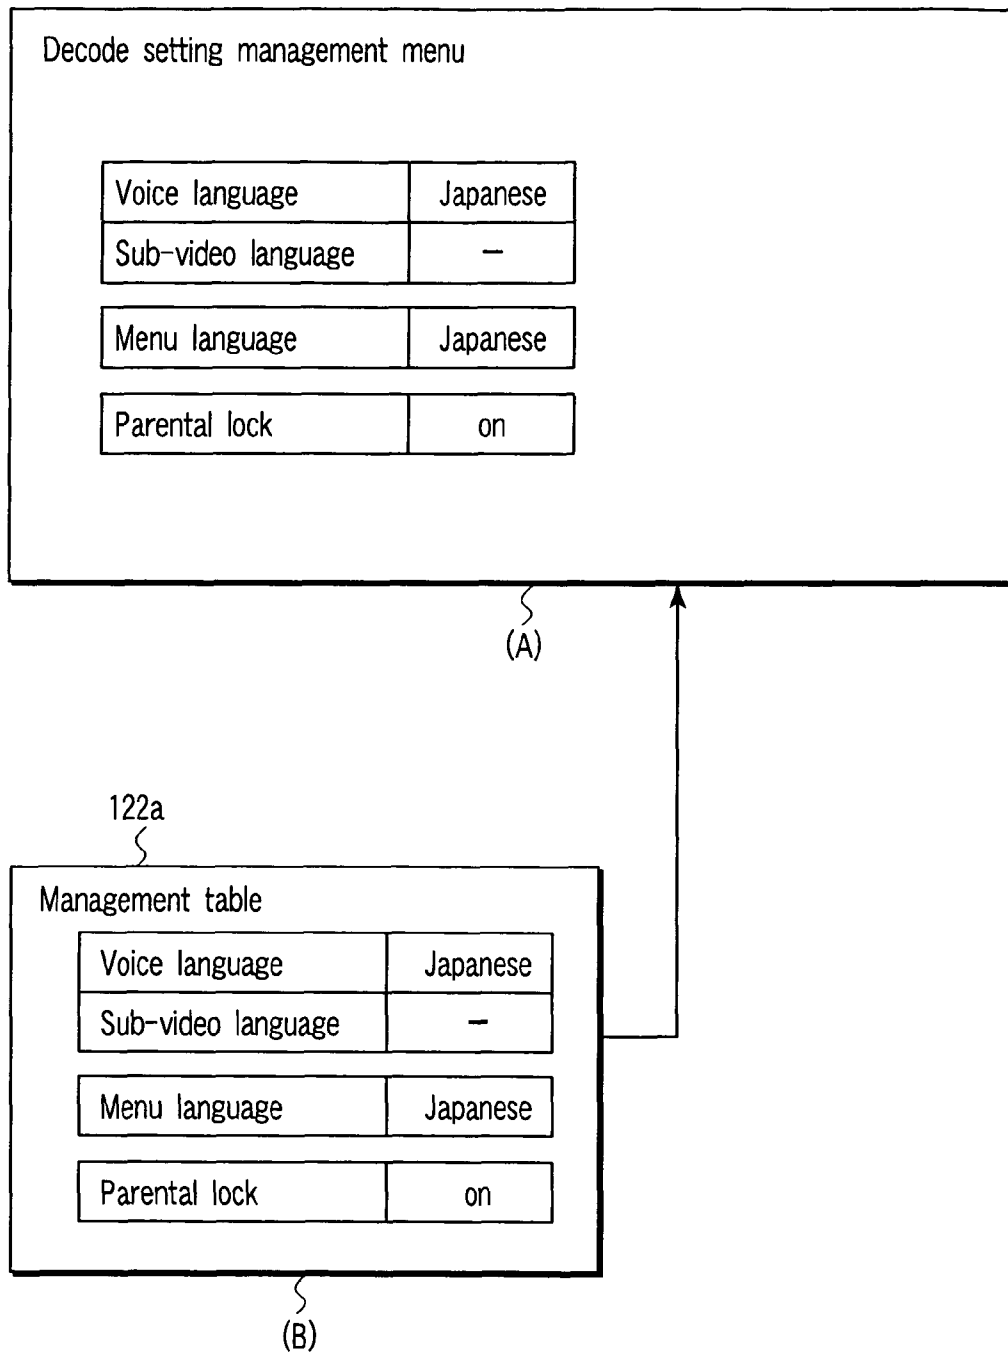 Decode setting management menu
Voice language Japanese
Sub-video language —
Menu language Japanese
Parental lock on
(A)
122a
Management table
Voice language Japanese
Sub-video language —
Menu language Japanese
Parental lock on
(B)